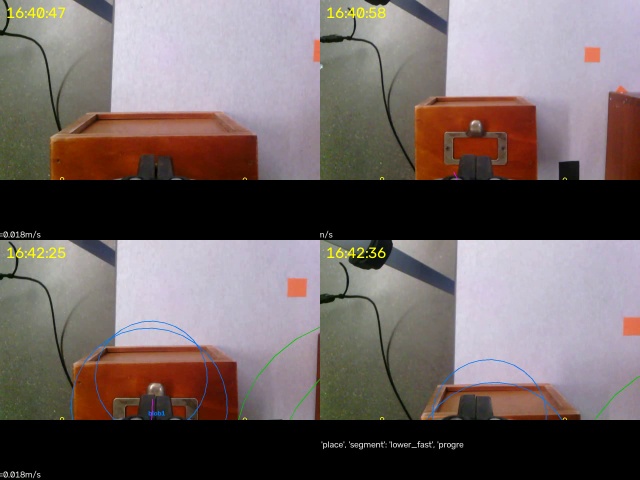 16:40:47
16:40:58
=0.018m/s
n/s
16:42:25
16:42:36
blob1
'place', 'segment': 'lower_fast', 'progre
=0.018m/s